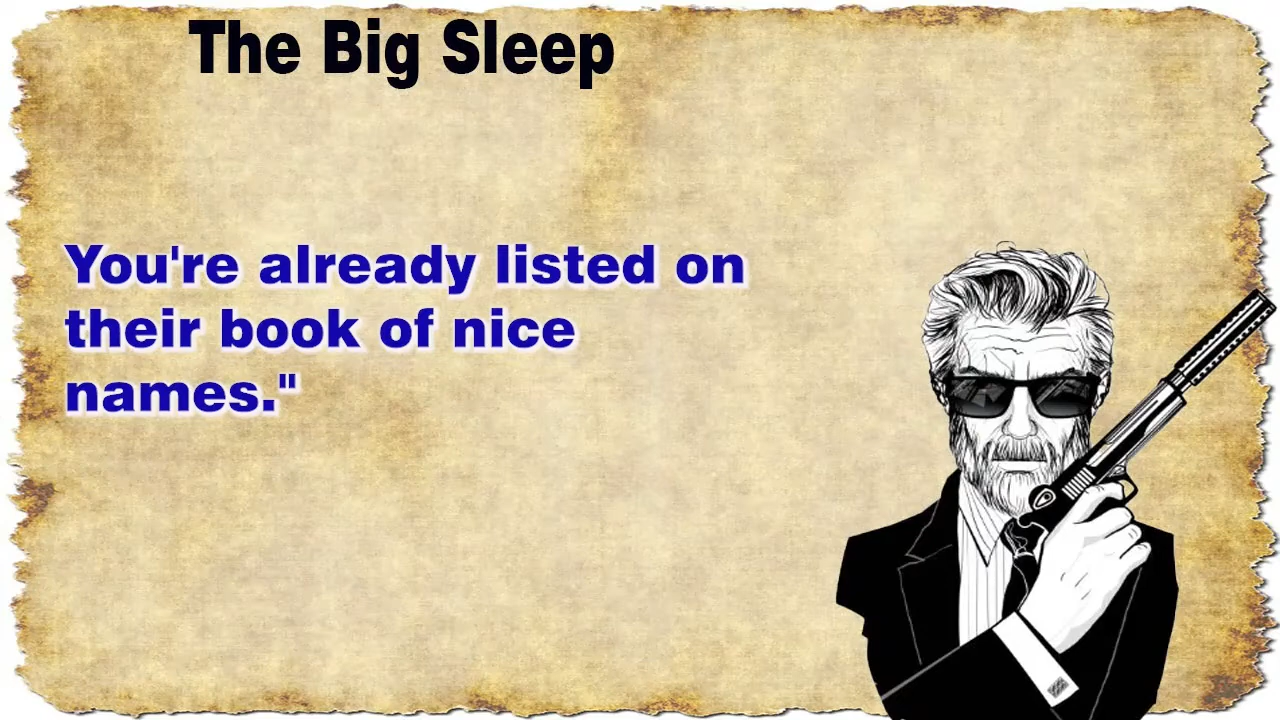 The Big Sleep
You're already listed on
their book of nice
names."